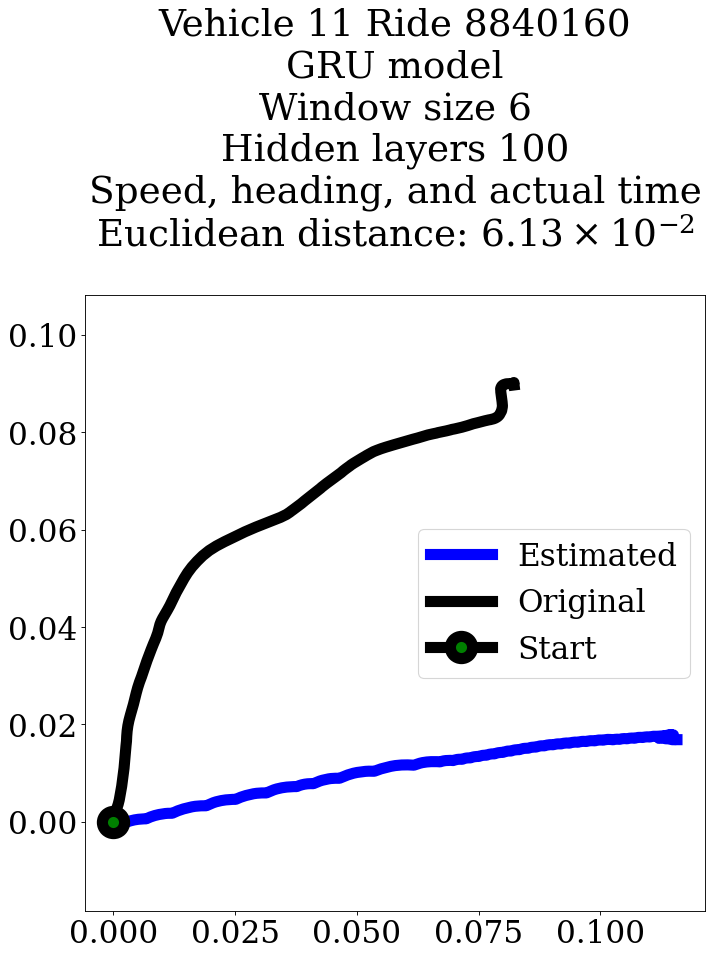 Vehicle 11 Ride 8840160
GRU model
Window size 6
Hidden layers 100
Speed, heading, and actual time
Euclidean distance: 6.13 × 10⁻²
0.10
0.08
0.06
0.04
0.02
0.00
Estimated
Original
Start
0.000 0.025 0.050 0.075 0.100